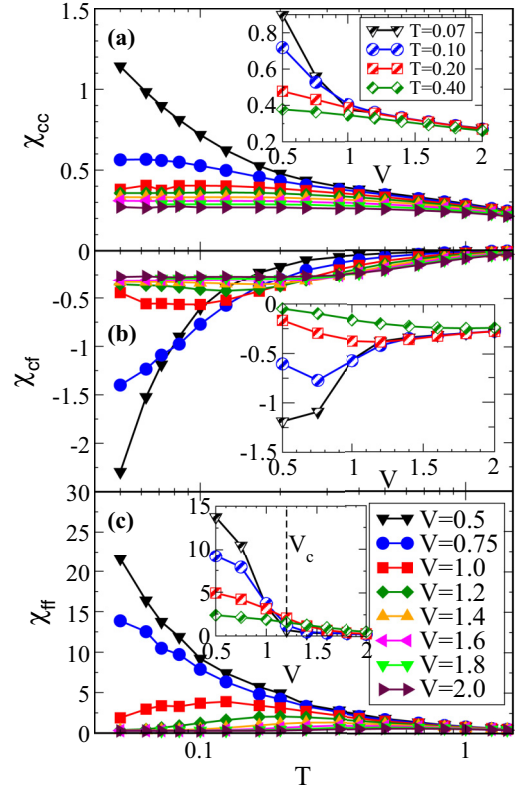 (a)
χcc
1.5
1
0.5
0.8
0.6
0.4
0.2
0.5
1
V
1.5
2
T=0.07
T=0.10
T=0.20
T=0.40
(b)
χcf
0
-0.5
-1
-1.5
-2
0
-0.5
-1
-1.5
0.5
1
V
1.5
2
(c)
χff
30
25
20
15
10
5
0
15
10
5
0
0.5
1
V
1.5
2
Vc
V=0.5
V=0.75
V=1.0
V=1.2
V=1.4
V=1.6
V=1.8
V=2.0
0.1
T
1